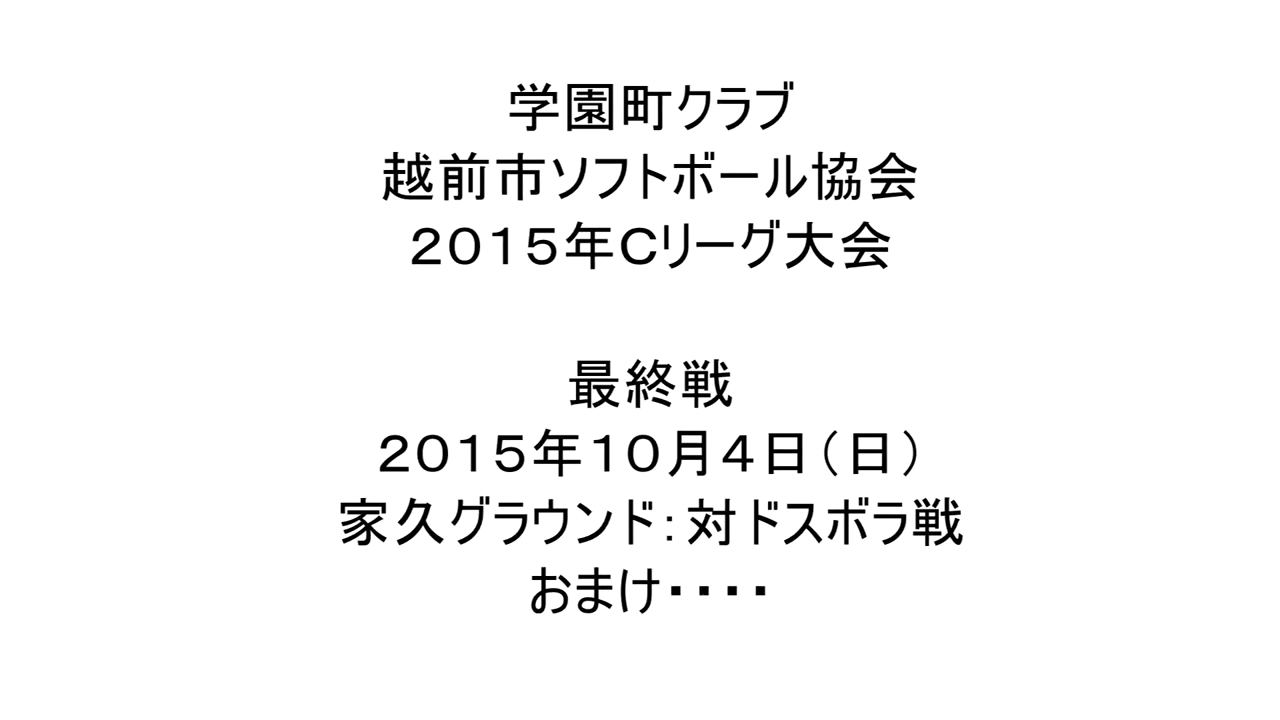 学園町クラブ
越前市ソフトボール協会
２０１５年Ｃリーグ大会
最終戦
２０１５年１０月４日（日）
家久グラウンド：対ドスボラ戦
おまけ・・・・